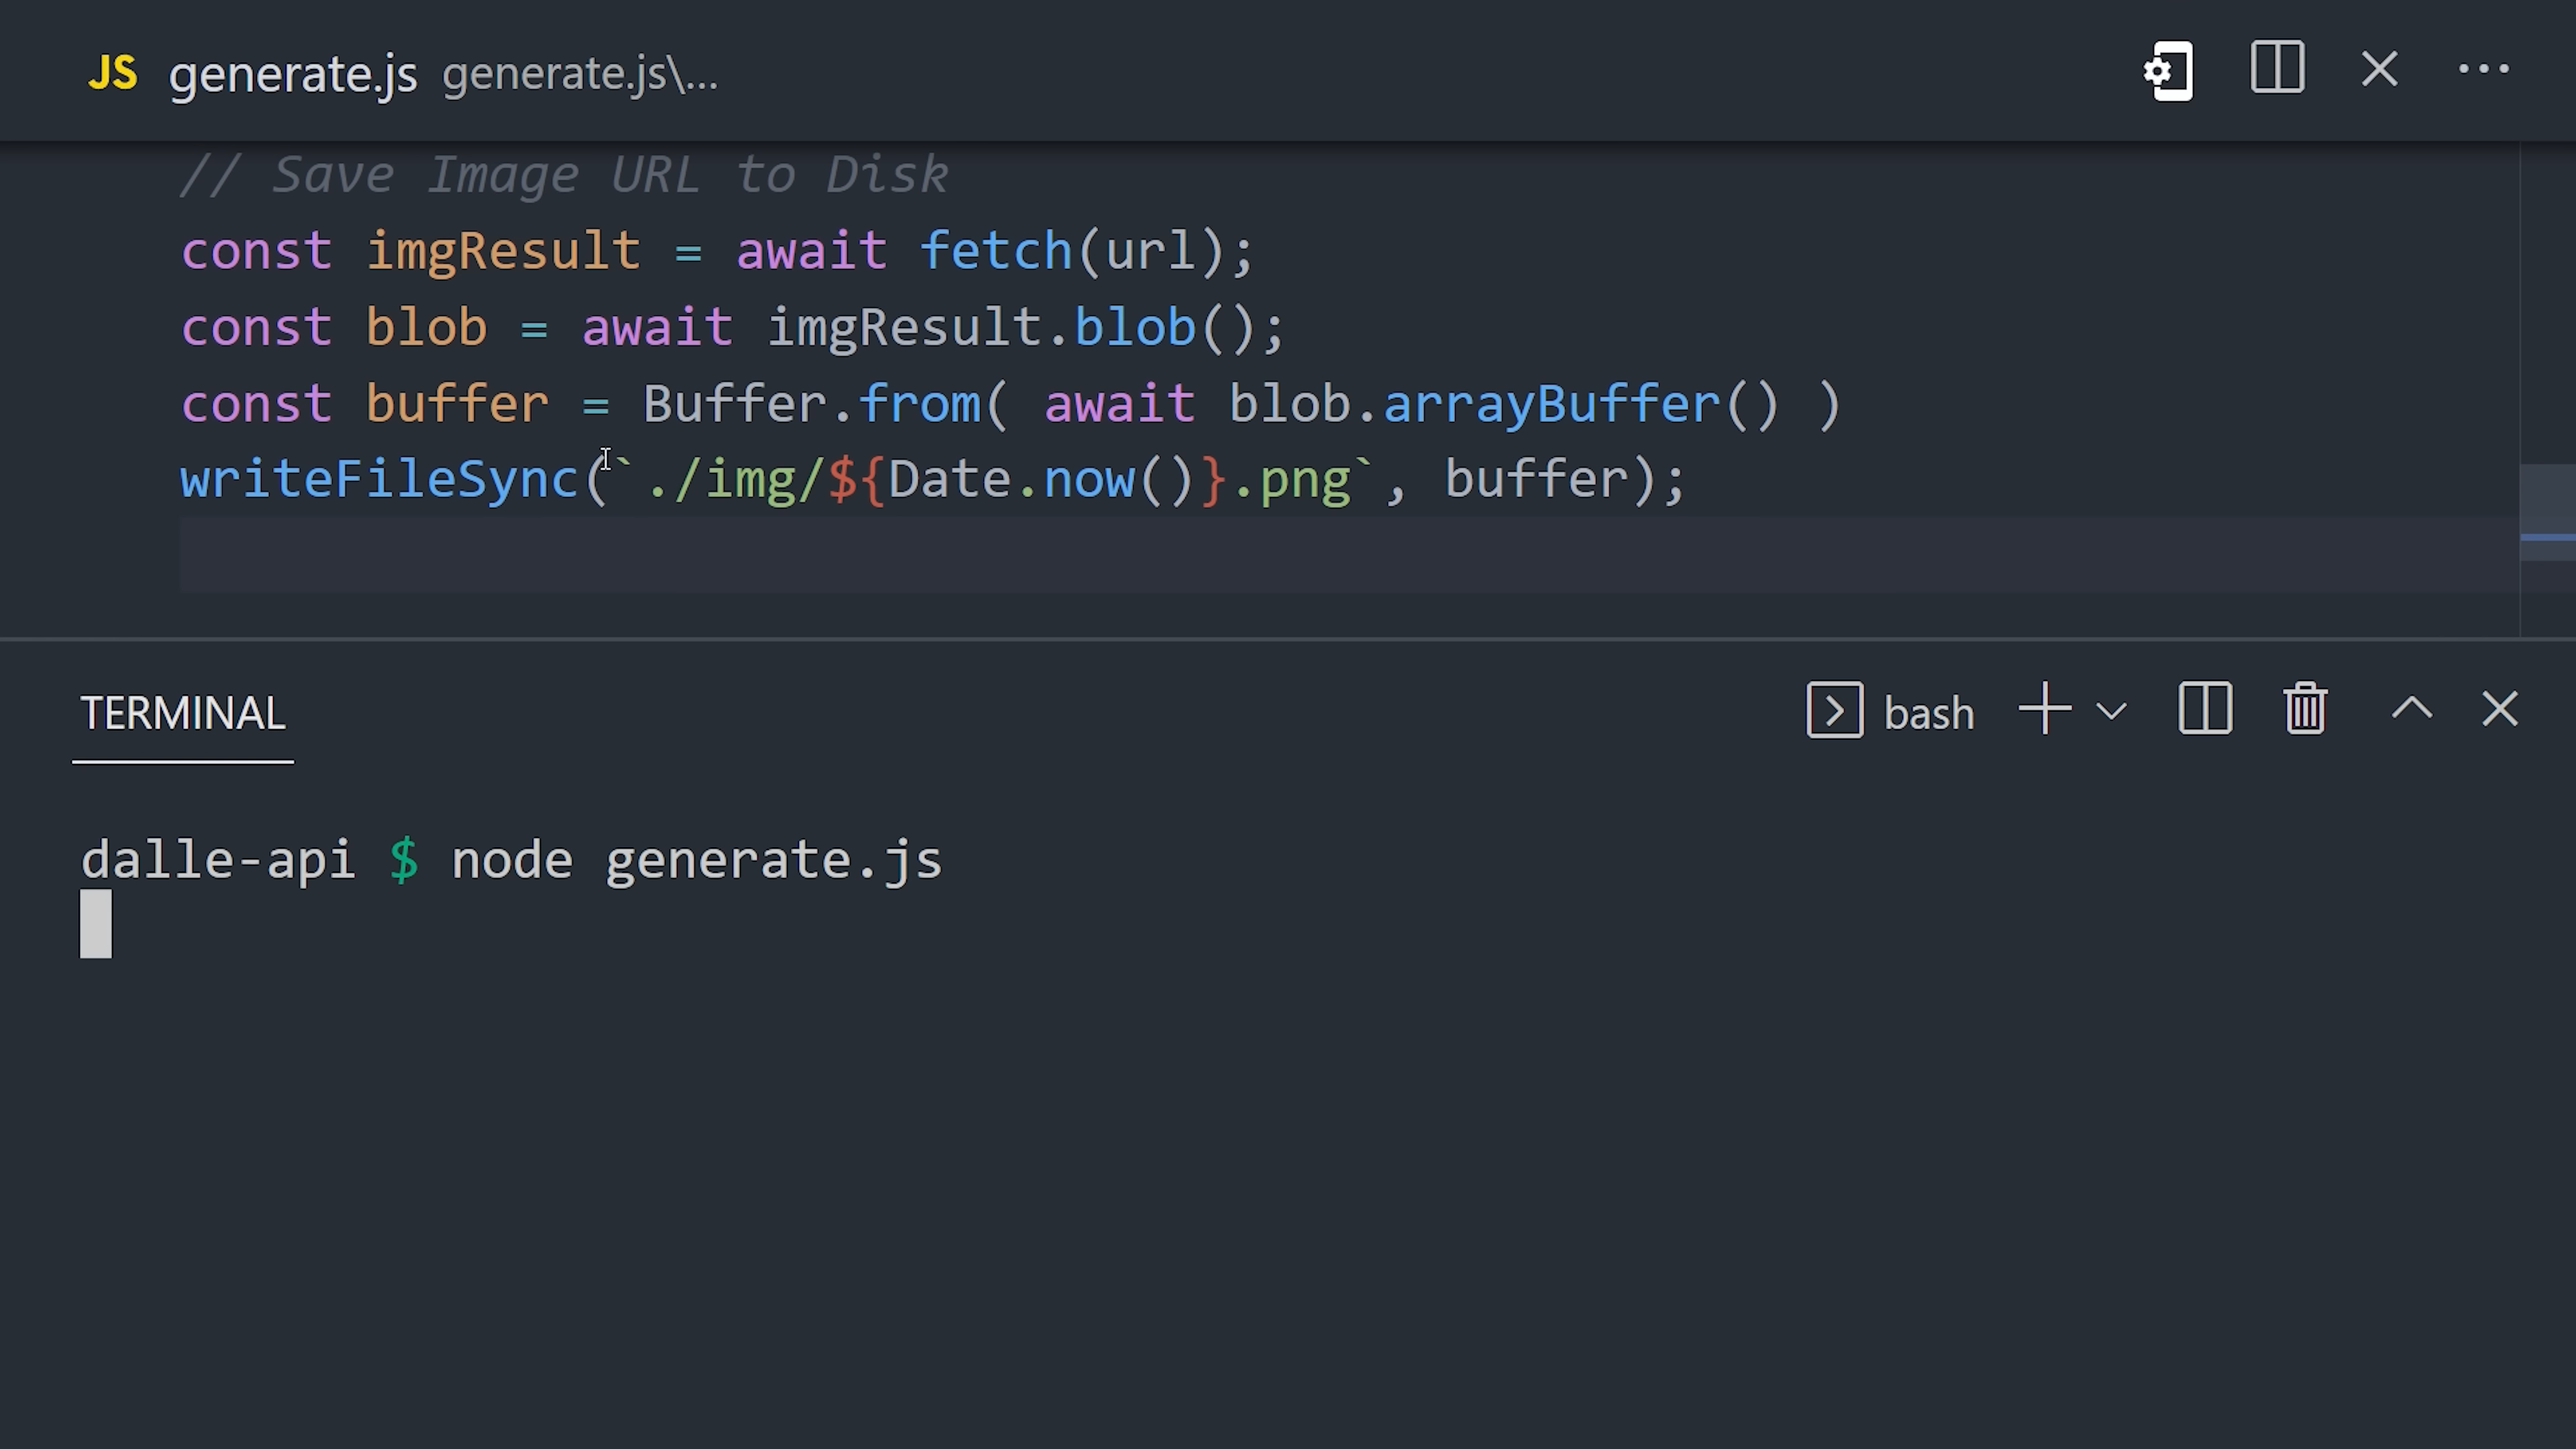 JS generate.js generate.js\...
// Save Image URL to Disk
const imgResult = await fetch(url);
const blob = await imgResult.blob();
const buffer = Buffer.from( await blob.arrayBuffer() )
writeFileSync(`./img/${Date.now()}.png`, buffer);
TERMINAL
bash
dalle-api $ node generate.js